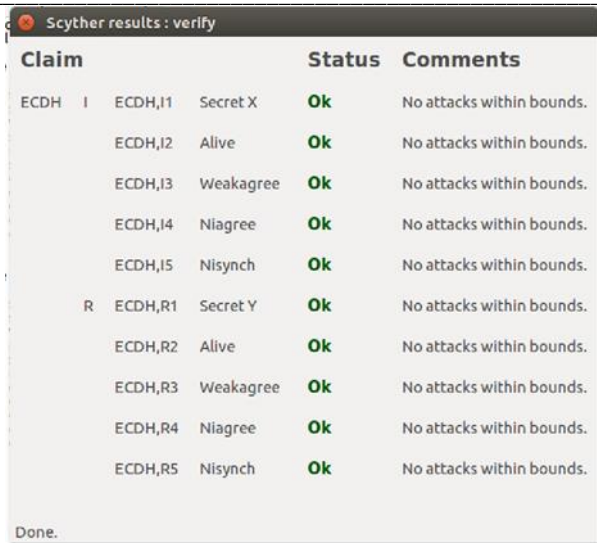 Scyther results : verify
Claim Status Comments
ECDH I ECDH,I1 Secret X Ok No attacks within bounds.
ECDH,I2 Alive Ok No attacks within bounds.
ECDH,I3 Weakagree Ok No attacks within bounds.
ECDH,I4 Niagree Ok No attacks within bounds.
ECDH,I5 Nisynch Ok No attacks within bounds.
R ECDH,R1 Secret Y Ok No attacks within bounds.
ECDH,R2 Alive Ok No attacks within bounds.
ECDH,R3 Weakagree Ok No attacks within bounds.
ECDH,R4 Niagree Ok No attacks within bounds.
ECDH,R5 Nisynch Ok No attacks within bounds.
Done.